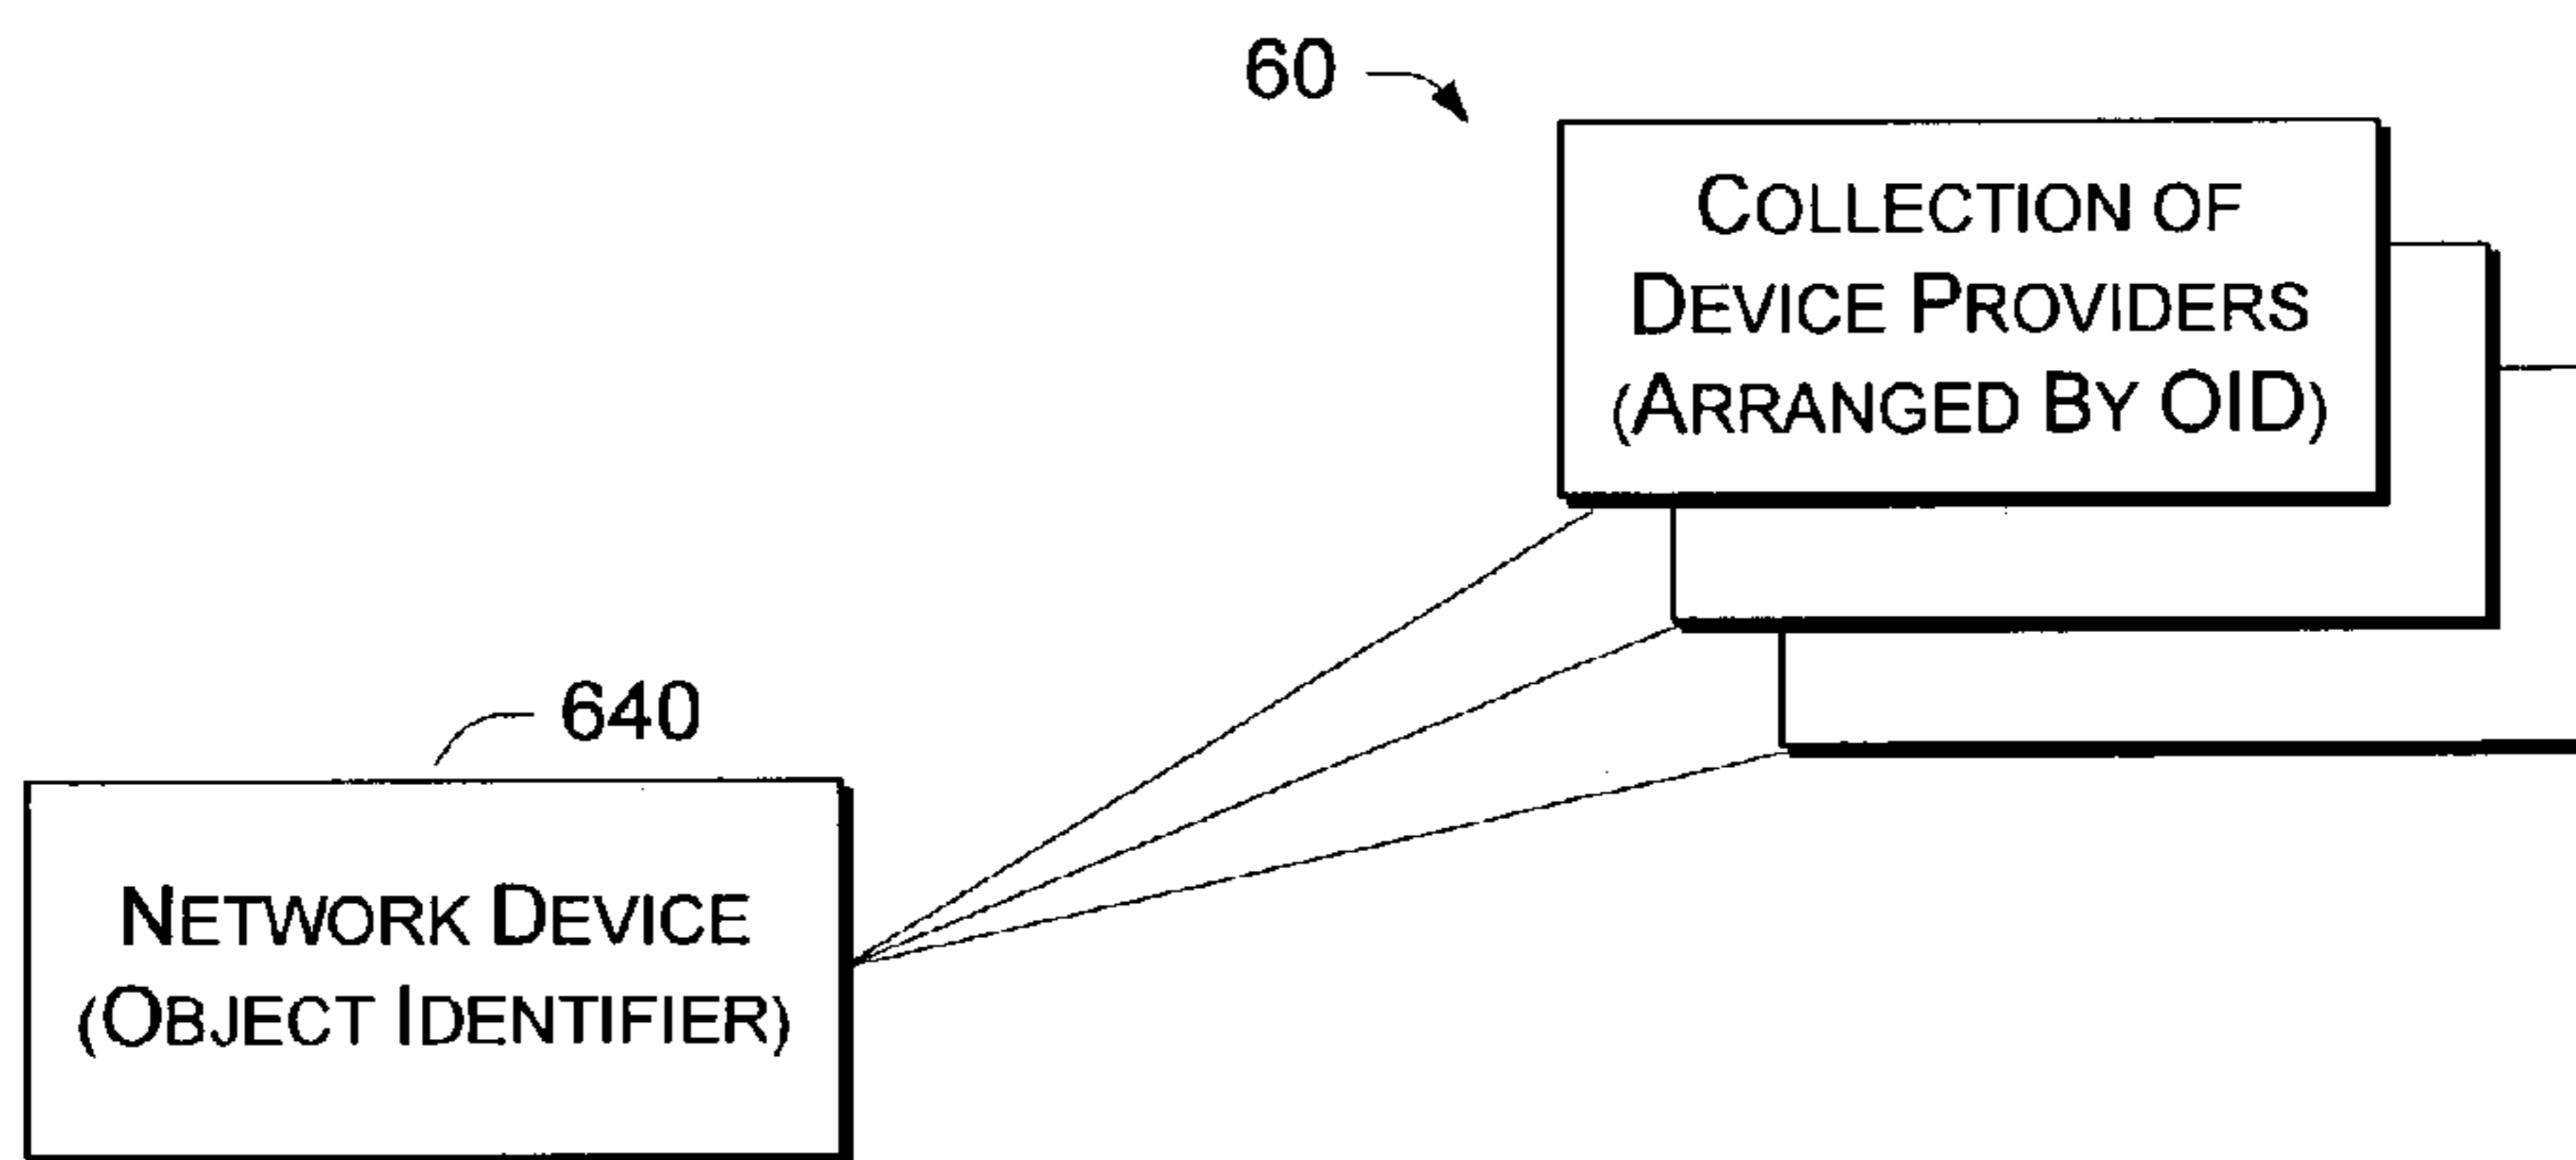 60
COLLECTION OF
DEVICE PROVIDERS
(ARRANGED BY OID)
640
NETWORK DEVICE
(OBJECT IDENTIFIER)